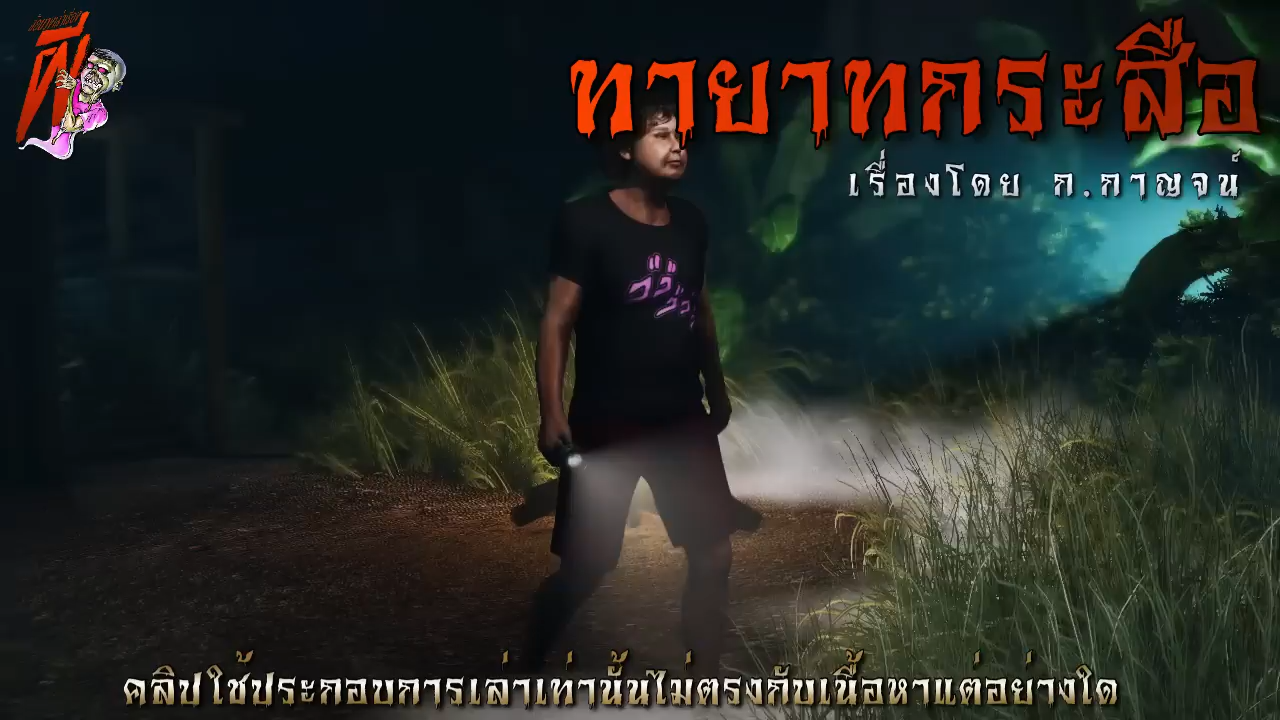 ผี
ทายาทกระสือ
เรื่องโดย ก.กาญจน์
คลิปใช้ประกอบการเล่าเท่านั้นไม่ตรงกับเนื้อหาแต่อย่างใด